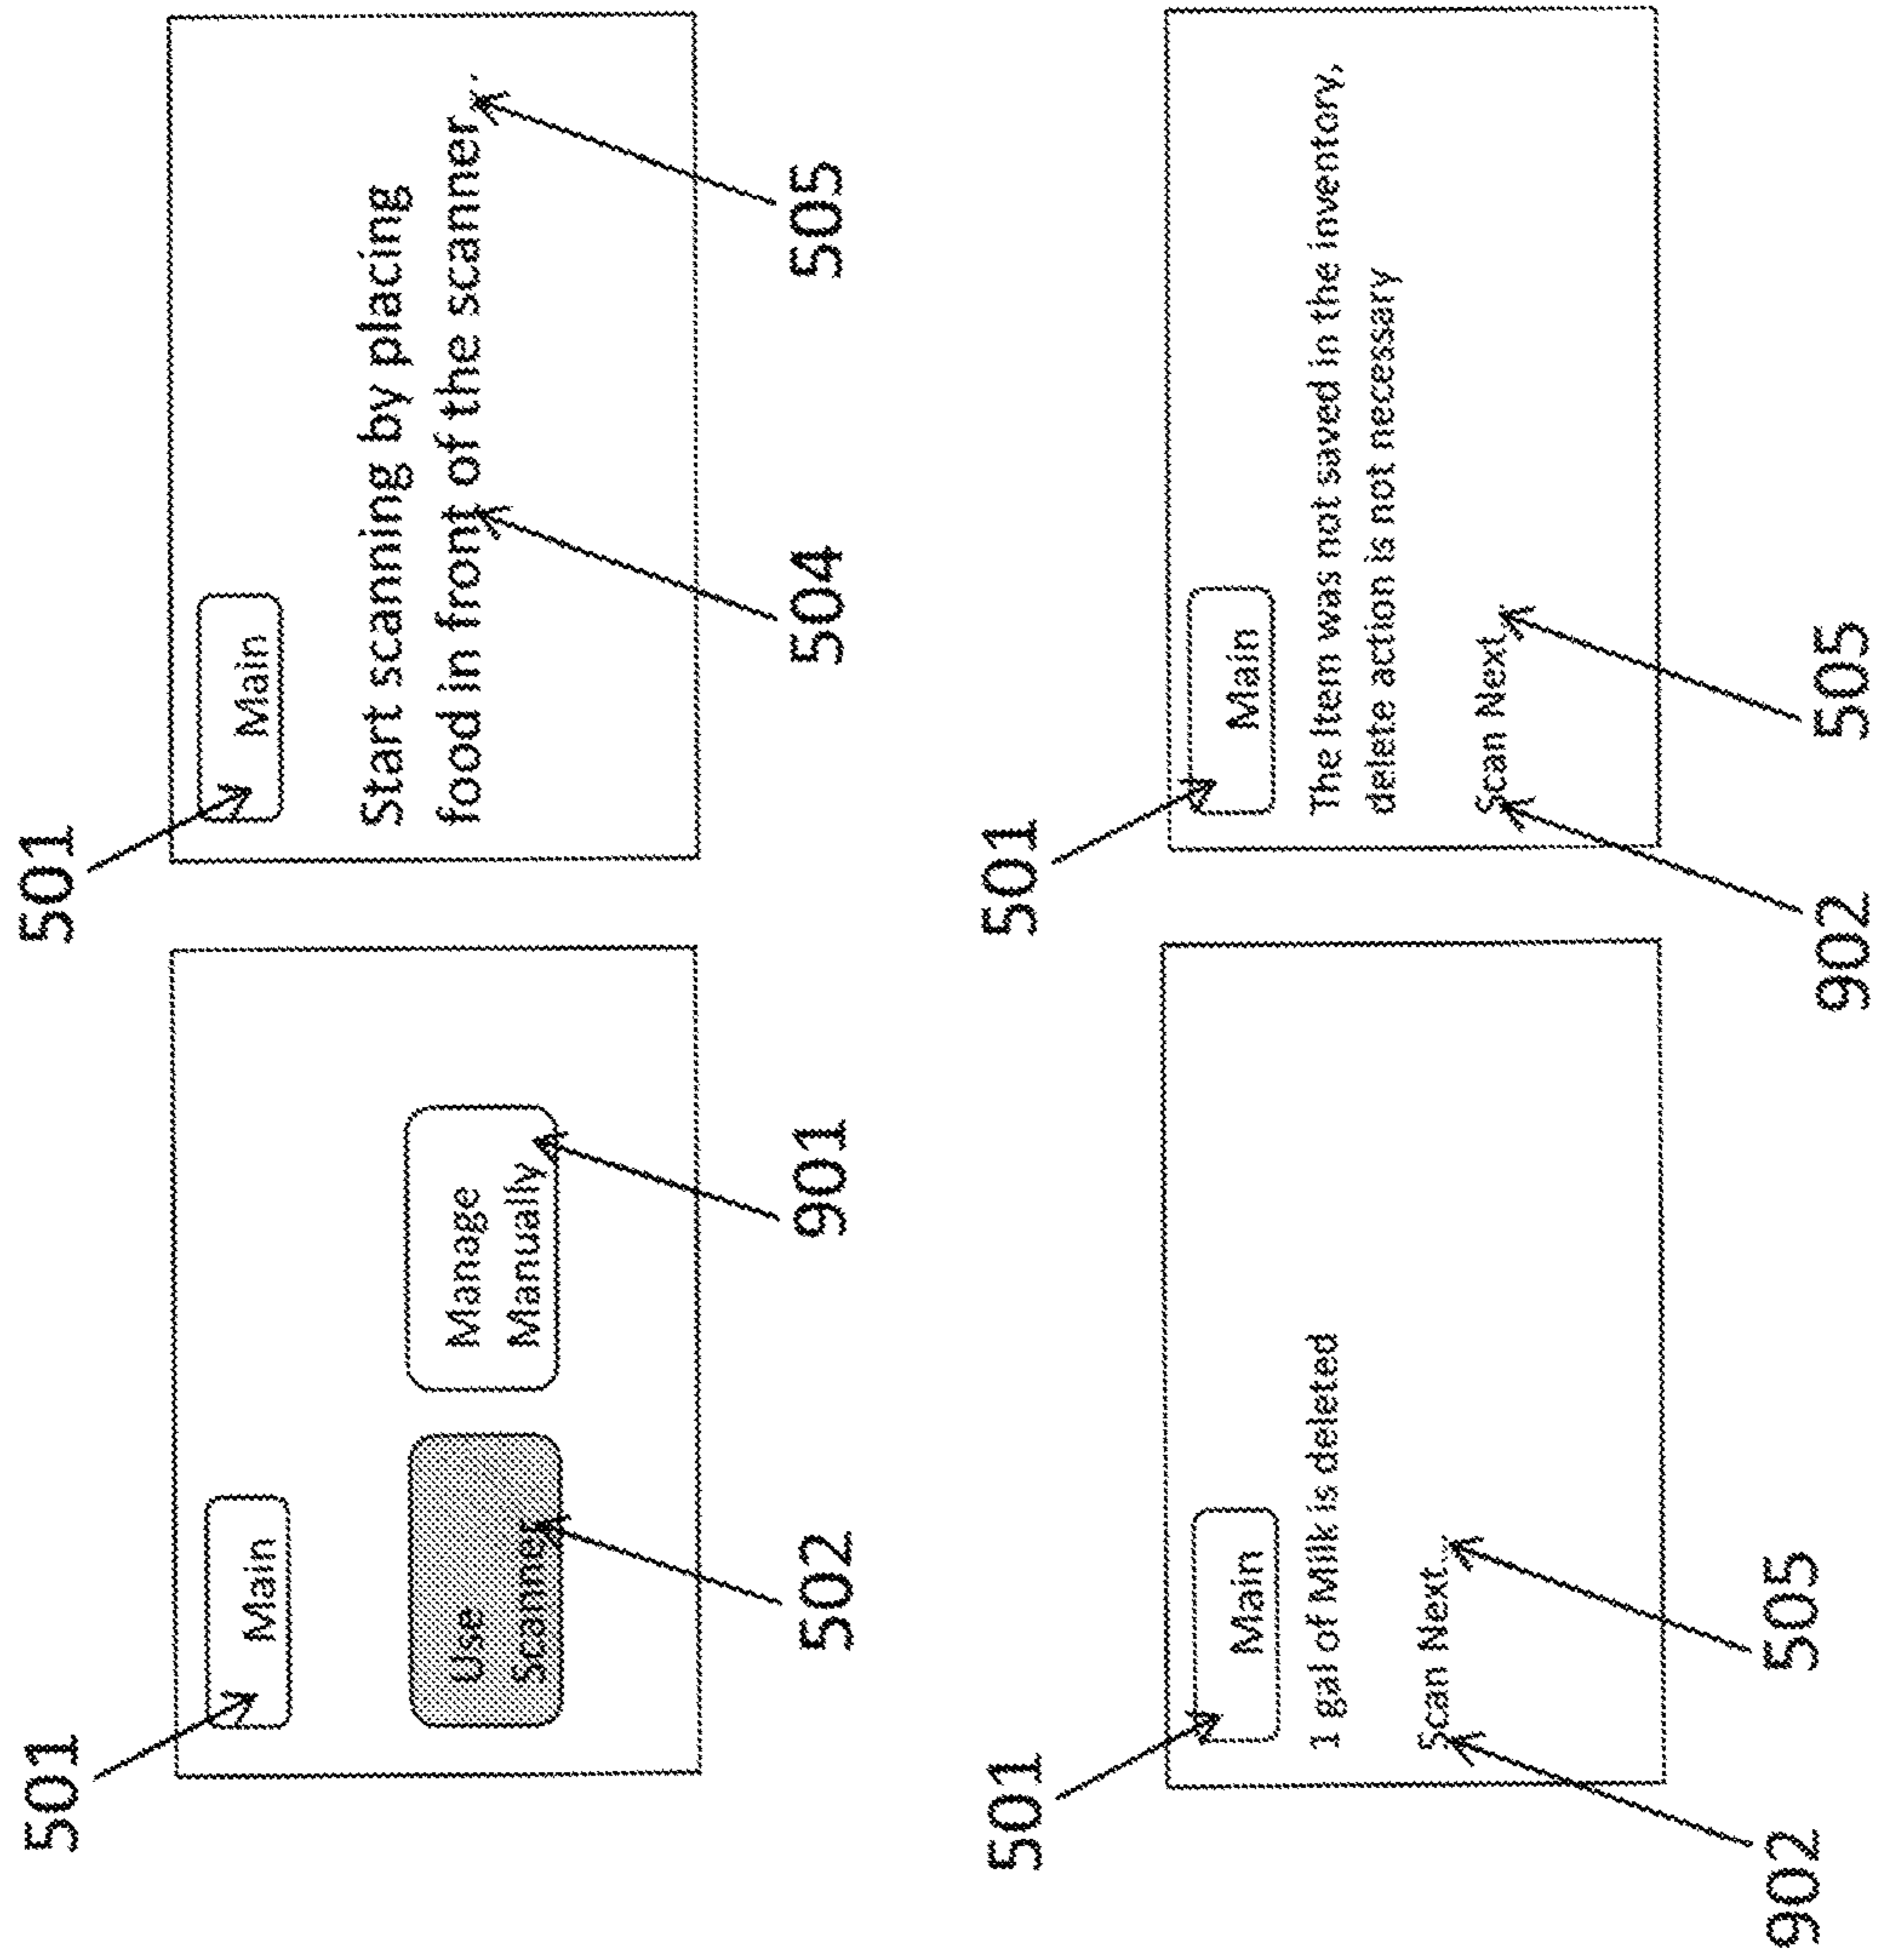 501
Main
Use
Scanner
Manage
Manually
502
901
501
Main
Start scanning by placing
food in front of the scanner.
504
505
501
Main
1 gal of Milk is deleted
Scan Next
902
505
501
Main
The Item was not saved in the inventory,
delete action is not necessary
Scan Next
902
505